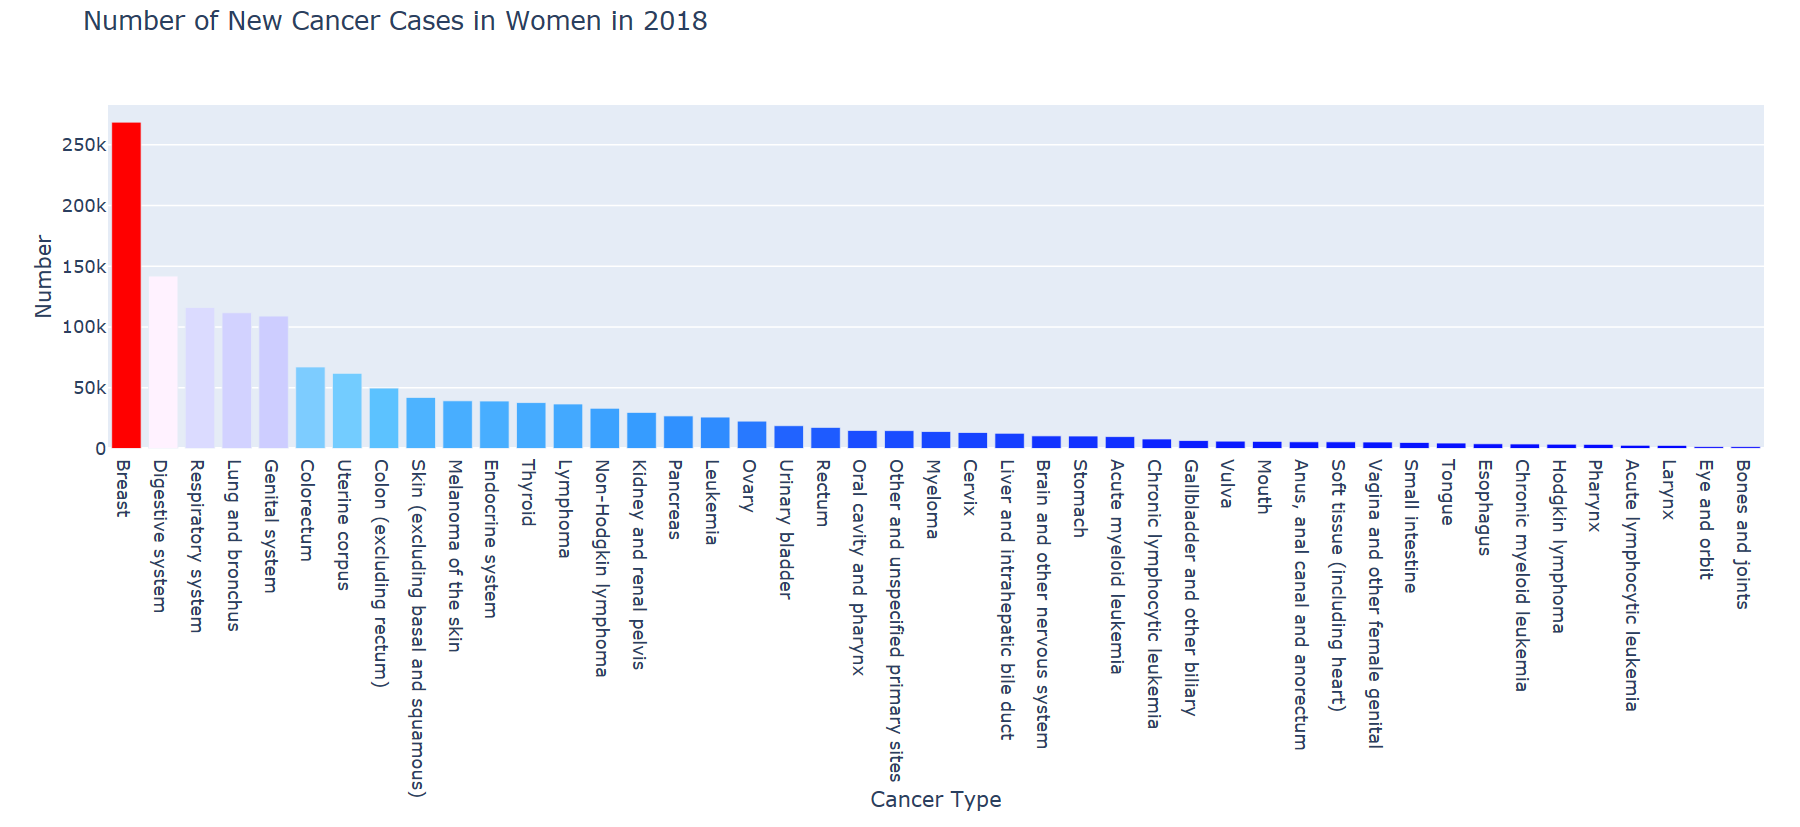 Number of New Cancer Cases in Women in 2018
Number
250k
200k
150k
100k
50k
0
Breast
Digestive system
Respiratory system
Lung and bronchus
Genital system
Colorectum
Uterine corpus
Colon (excluding rectum)
Skin (excluding basal and squamous)
Melanoma of the skin
Endocrine system
Thyroid
Lymphoma
Non-Hodgkin lymphoma
Kidney and renal pelvis
Pancreas
Leukemia
Ovary
Urinary bladder
Rectum
Oral cavity and pharynx
Other and unspecified primary sites
Myeloma
Cervix
Liver and intrahepatic bile duct
Brain and other nervous system
Stomach
Acute myeloid leukemia
Chronic lymphocytic leukemia
Gallbladder and other biliary
Vulva
Mouth
Anus, anal canal and anorectum
Soft tissue (including heart)
Vagina and other female genital
Small intestine
Tongue
Esophagus
Chronic myeloid leukemia
Hodgkin lymphoma
Pharynx
Acute lymphocytic leukemia
Larynx
Eye and orbit
Bones and joints
Cancer Type